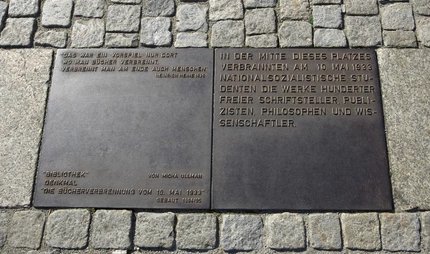 DAS WAR EIN VORSPIEL NUR DORT
WO MAN BÜCHER VERBRENNT
VERBRENNT MAN AM ENDE AUCH MENSCHEN
HEINRICH HEINE 1820
"BIBLIOTHEK"
VON MICHA ULLMAN
DENKMAL
"DIE BÜCHERVERBRENNUNG VOM 10. MAI 1933"
GEBAUT 1994/95
IN DER MITTE DIESES PLATZES
VERBRANNTEN AM 10. MAI 1933
NATIONALSOZIALISTISCHE STU-
DENTEN DIE WERKE HUNDERTER
FREIER SCHRIFTSTELLER, PUBLI-
ZISTEN, PHILOSOPHEN UND WIS-
SENSCHAFTLER.